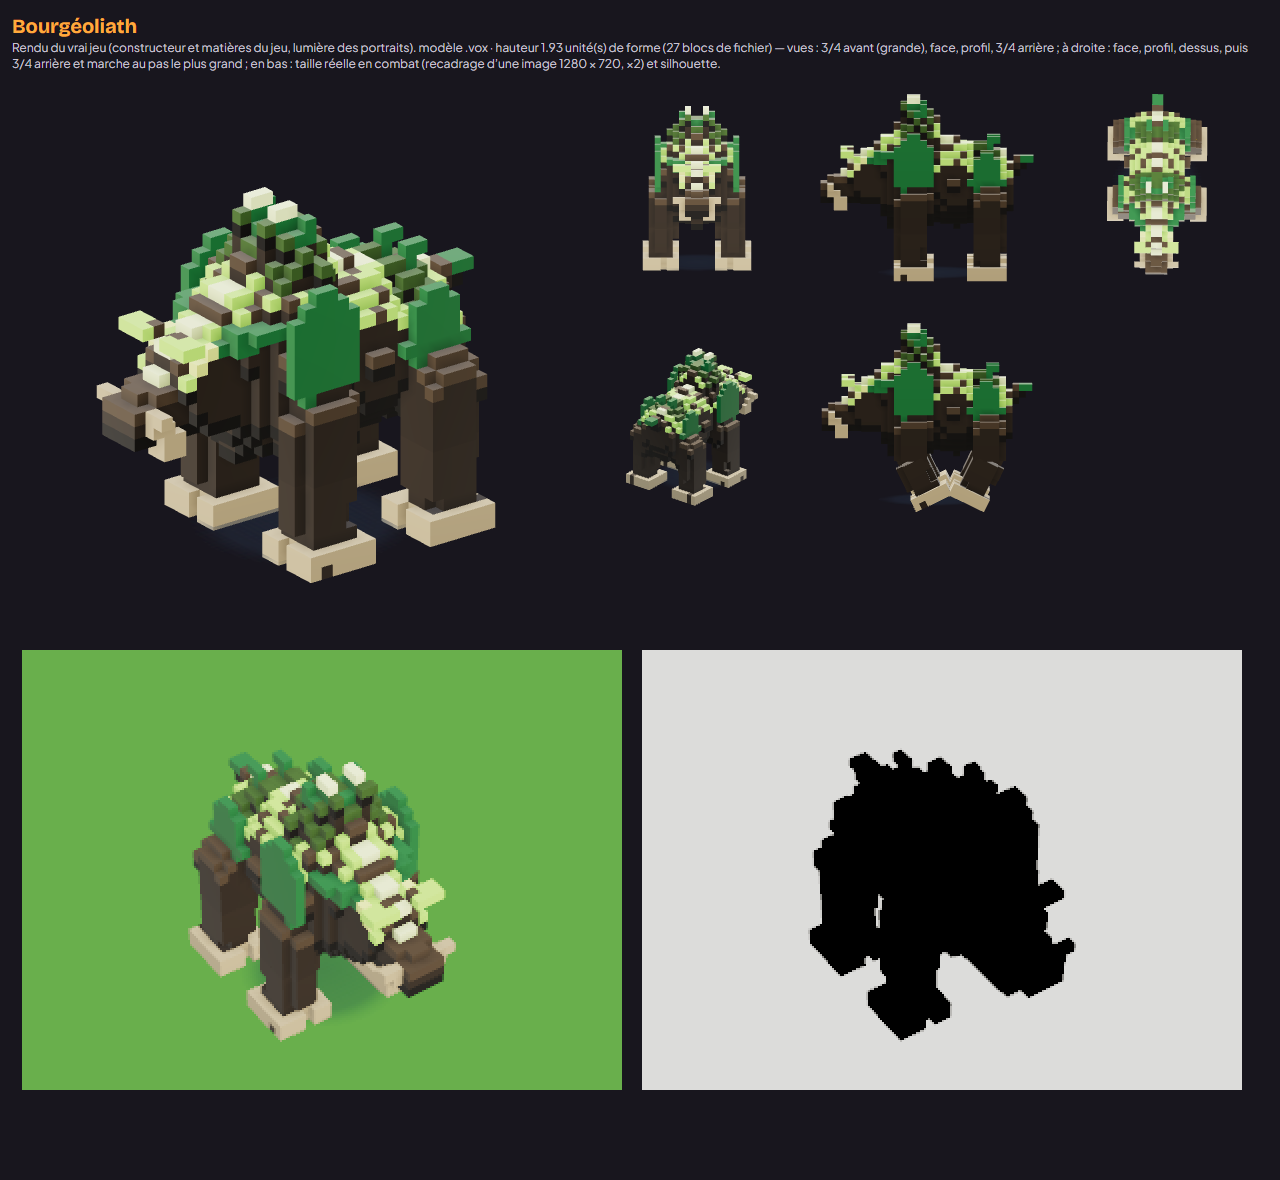 Bourgéoliath
Rendu du vrai jeu (constructeur et matières du jeu, lumière des portraits). modèle .vox · hauteur 1.93 unité(s) de forme (27 blocs de fichier) — vues : 3/4 avant (grande), face, profil, 3/4 arrière ; à droite : face, profil, dessus, puis
3/4 arrière et marche au pas le plus grand ; en bas : taille réelle en combat (recadrage d'une image 1280 × 720, ×2) et silhouette.